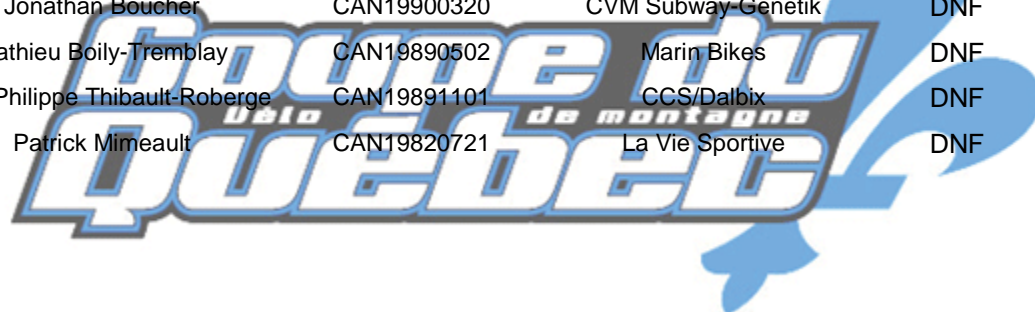 Jonathan Boucher CAN19900320 CVM Subway-Genetik DNF
athieu Boily-Tremblay CAN19890502 Marin Bikes DNF
Philippe Thibault-Roberge CAN19891101 CCS/Dalbix DNF
Patrick Mimeault CAN19820721 La Vie Sportive DNF
Coupe du
Vélo de montagne
Québec